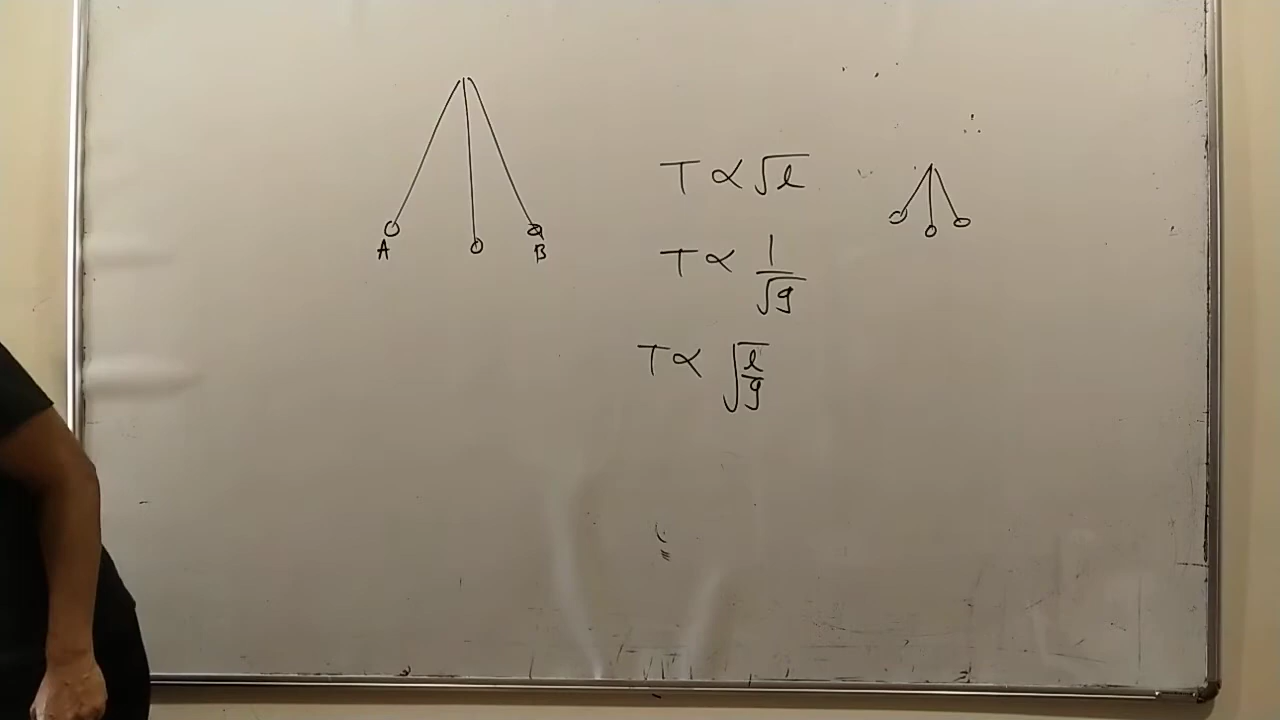 A B
T ∝ √l
T ∝ 1/√g
T ∝ √(l/g)